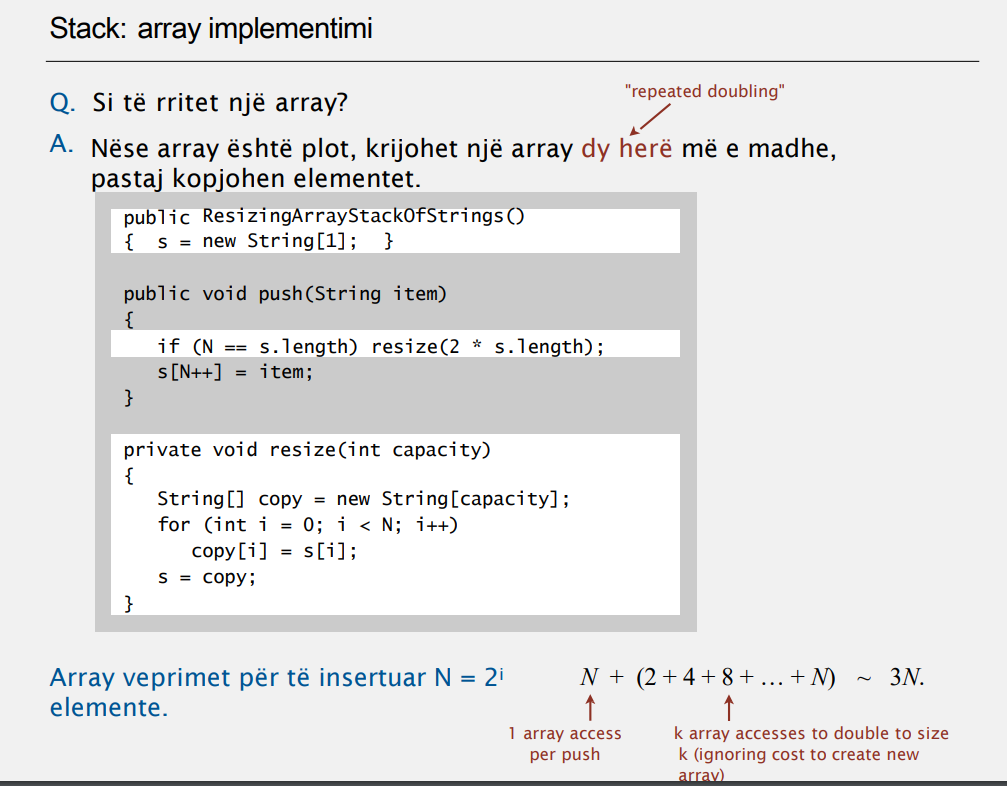 Stack: array implementimi
Q. Si të rritet një array?
"repeated doubling"
A. Nëse array është plot, krijohet një array dy herë më e madhe,
pastaj kopjohen elementet.
public ResizingArrayStackOfStrings()
{  s = new String[1];  }
public void push(String item)
{
   if (N == s.length) resize(2 * s.length);
   s[N++] = item;
}
private void resize(int capacity)
{
   String[] copy = new String[capacity];
   for (int i = 0; i < N; i++)
      copy[i] = s[i];
   s = copy;
}
Array veprimet për të insertuar N = 2ⁱ
elemente.
N + (2 + 4 + 8 + … + N) ~ 3N.
1 array access
per push
k array accesses to double to size
k (ignoring cost to create new
array)